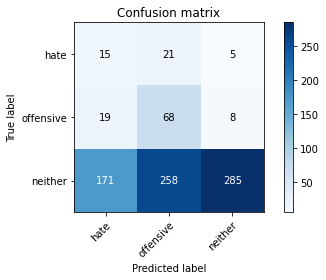 Confusion matrix
hate 15 21 5
offensive 19 68 8
neither 171 258 285
hate offensive neither
True label
Predicted label
250
200
150
100
50